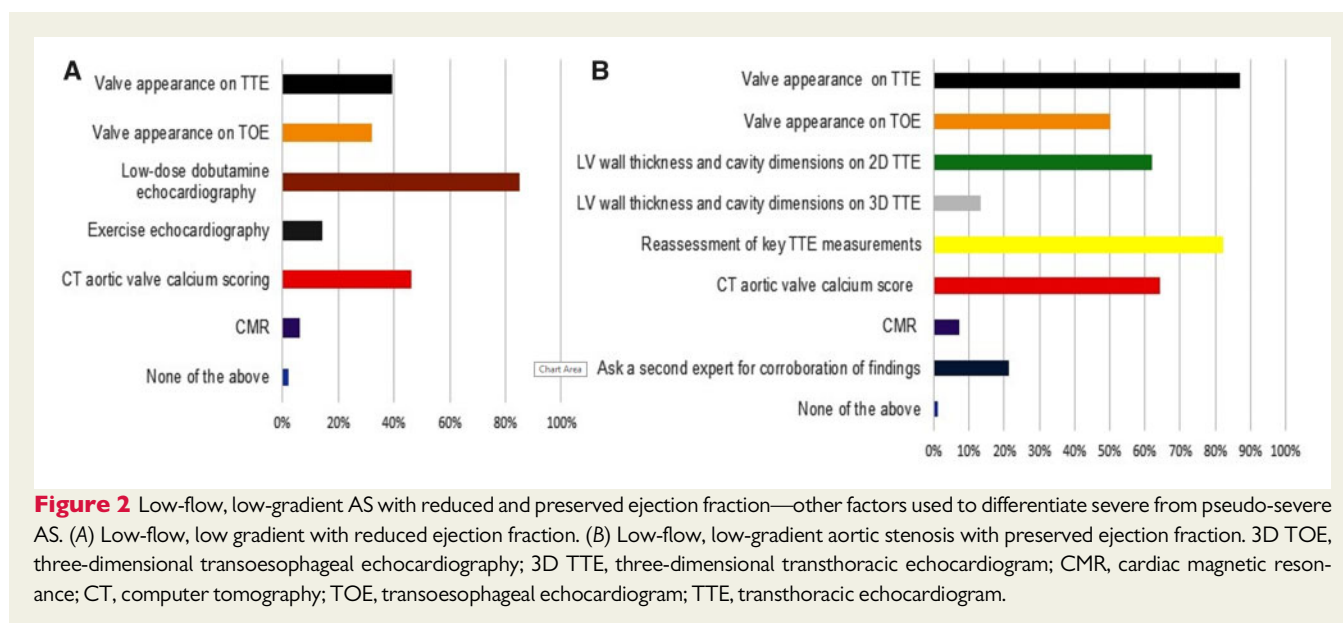 A
Valve appearance on TTE
Valve appearance on TOE
Low-dose dobutamine
echocardiography
Exercise echocardiography
CT aortic valve calcium scoring
CMR
None of the above
0% 20% 40% 60% 80% 100%
Chart Area
B
Valve appearance on TTE
Valve appearance on TOE
LV wall thickness and cavity dimensions on 2D TTE
LV wall thickness and cavity dimensions on 3D TTE
Reassessment of key TTE measurements
CT aortic valve calcium score
CMR
Ask a second expert for corroboration of findings
None of the above
0% 10% 20% 30% 40% 50% 60% 70% 80% 90% 100%
Figure 2 Low-flow, low-gradient AS with reduced and preserved ejection fraction—other factors used to differentiate severe from pseudo-severe
AS. (A) Low-flow, low gradient with reduced ejection fraction. (B) Low-flow, low-gradient aortic stenosis with preserved ejection fraction. 3D TOE,
three-dimensional transoesophageal echocardiography; 3D TTE, three-dimensional transthoracic echocardiogram; CMR, cardiac magnetic reson-
ance; CT, computer tomography; TOE, transoesophageal echocardiogram; TTE, transthoracic echocardiogram.